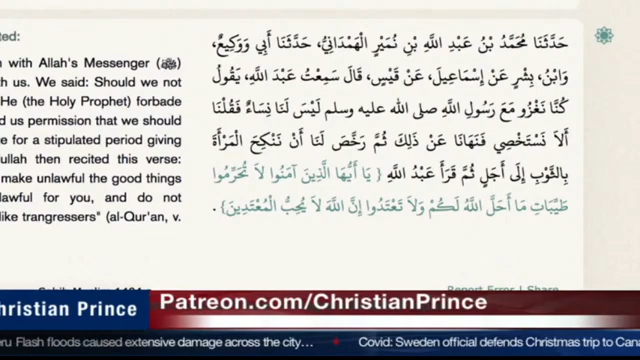 ted:
n with Allah's Messenger (ﷺ)
th us. We said: Should we not
He (the Holy Prophet) forbade
d us permission that we should
e for a stipulated period giving
ullah then recited this verse:
make unlawful the good things
lawful for you, and do not
like trangressers" (al-Qur'an, v.
حَدَّثَنَا مُحَمَّدُ بْنُ عَبْدِ اللَّهِ بْنِ نُمَيْرٍ الْهَمْدَانِيُّ، حَدَّثَنَا أَبِي وَوَكِيعٌ،
وَابْنُ، بِشْرٍ عَنْ إِسْمَاعِيلَ، عَنْ قَيْسٍ، قَالَ سَمِعْتُ عَبْدَ اللَّهِ، يَقُولُ
كُنَّا نَغْزُو مَعَ رَسُولِ اللَّهِ صلى الله عليه وسلم لَيْسَ لَنَا نِسَاءٌ فَقُلْنَا
أَلاَ نَسْتَخْصِي فَنَهَانَا عَنْ ذَلِكَ ثُمَّ رَخَّصَ لَنَا أَنْ نَنْكِحَ الْمَرْأَةَ
بِالثَّوْبِ إِلَى أَجَلٍ ثُمَّ قَرَأَ عَبْدُ اللَّهِ ‏{‏ يَا أَيُّهَا الَّذِينَ آمَنُوا لاَ تُحَرِّمُوا
طَيِّبَاتِ مَا أَحَلَّ اللَّهُ لَكُمْ وَلاَ تَعْتَدُوا إِنَّ اللَّهَ لاَ يُحِبُّ الْمُعْتَدِينَ‏}‏ ‏.‏
Report Error | Share
Christian Prince
Patreon.com/ChristianPrince
eru Flash floods caused extensive damage across the city… Covid: Sweden official defends Christmas trip to Cana